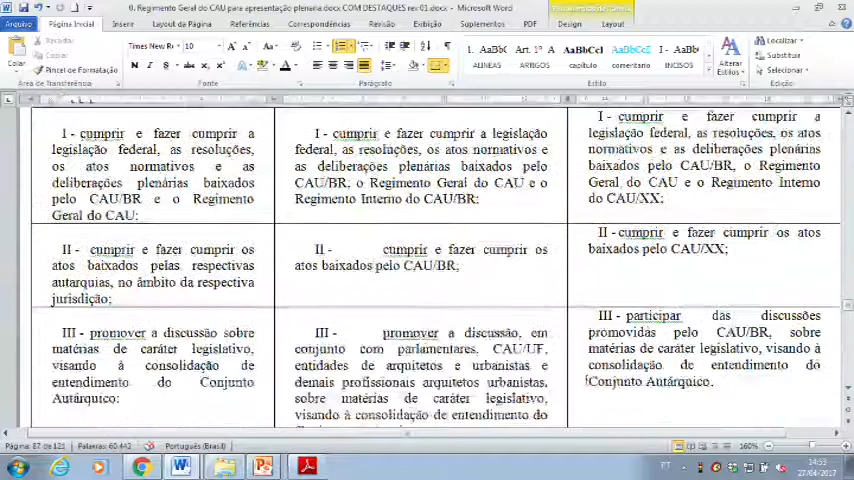 0. Regimento Geral do CAU para apresentação plenaria.docx COM DESTAQUES rev 01.docx - Microsoft Word
Arquivo Página Inicial Inserir Layout da Página Referências Correspondências Revisão Exibição Suplementos PDF Design Layout
Colar
Recortar
Copiar
Pincel de Formatação
Área de Transferência
Times New Ro 10
N I S abc
Fonte
Parágrafo
1. AaBbC Art. 1º A AaBbCcI AaBbCcE I - AaBb
ALINEAS ARTIGOS capítulo comentario INCISOS
Estilo
Alterar
Estilos
Localizar
Substituir
Selecionar
Edição
I - cumprir e fazer cumprir a
legislação federal, as resoluções,
os atos normativos e as
deliberações plenárias baixados
pelo CAU/BR e o Regimento
Geral do CAU;
I - cumprir e fazer cumprir a legislação
federal, as resoluções, os atos normativos e
as deliberações plenárias baixados pelo
CAU/BR, o Regimento Geral do CAU e o
Regimento Interno do CAU/BR;
I - cumprir e fazer cumprir a
legislação federal, as resoluções, os atos
normativos e as deliberações plenárias
baixados pelo CAU/BR, o Regimento
Geral do CAU e o Regimento Interno
do CAU/XX;
II - cumprir e fazer cumprir os
atos baixados pelas respectivas
autarquias, no âmbito da respectiva
jurisdição;
II - cumprir e fazer cumprir os
atos baixados pelo CAU/BR;
II - cumprir e fazer cumprir os atos
baixados pelo CAU/XX;
III - promover a discussão sobre
matérias de caráter legislativo,
visando à consolidação de
entendimento do Conjunto
Autárquico;
III - promover a discussão, em
conjunto com parlamentares, CAU/UF,
entidades de arquitetos e urbanistas e
demais profissionais arquitetos urbanistas,
sobre matérias de caráter legislativo,
visando à consolidação de entendimento do
III - participar das discussões
promovidas pelo CAU/BR, sobre
matérias de caráter legislativo, visando à
consolidação de entendimento do
Conjunto Autárquico.
Página: 87 de 121 Palavras: 60.443 Português (Brasil) 160%
PT 14:53
27/04/2017